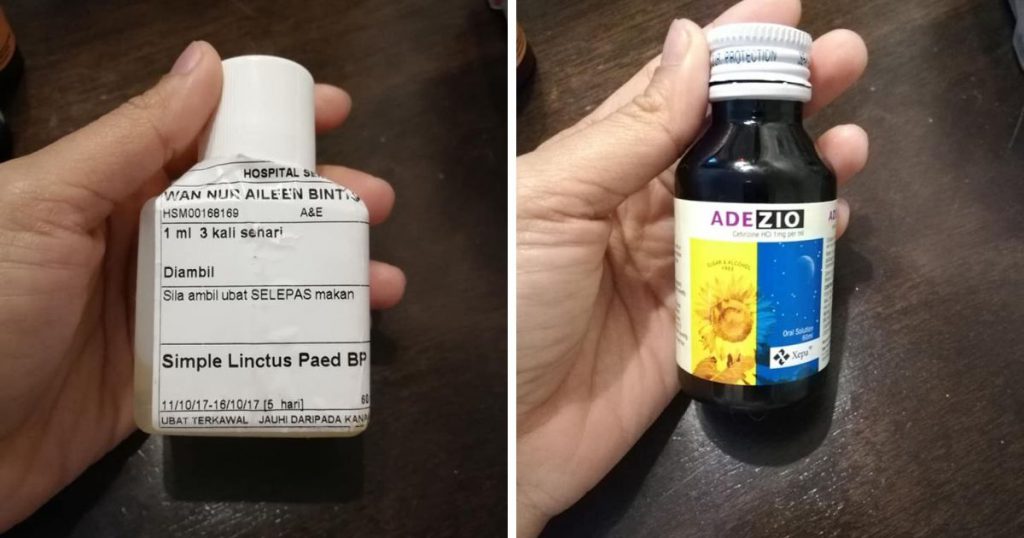 HOSPITAL
WAN NUR AILEEN
HSM00168169 A&E
1 ml 3 kali sehari
Diambil
Sila ambil ubat SELEPAS makan
Simple Linctus Paed BP
60
11/10/17-16/10/17 [5 hari]
UBAT TERKAWAL JAUHI DARIPADA
PROTECTION
ADEZIO
Cetirizine HCl 1mg per ml
SUGAR & ALCOHOL
FREE
Oral Solution
60ml
Xepa